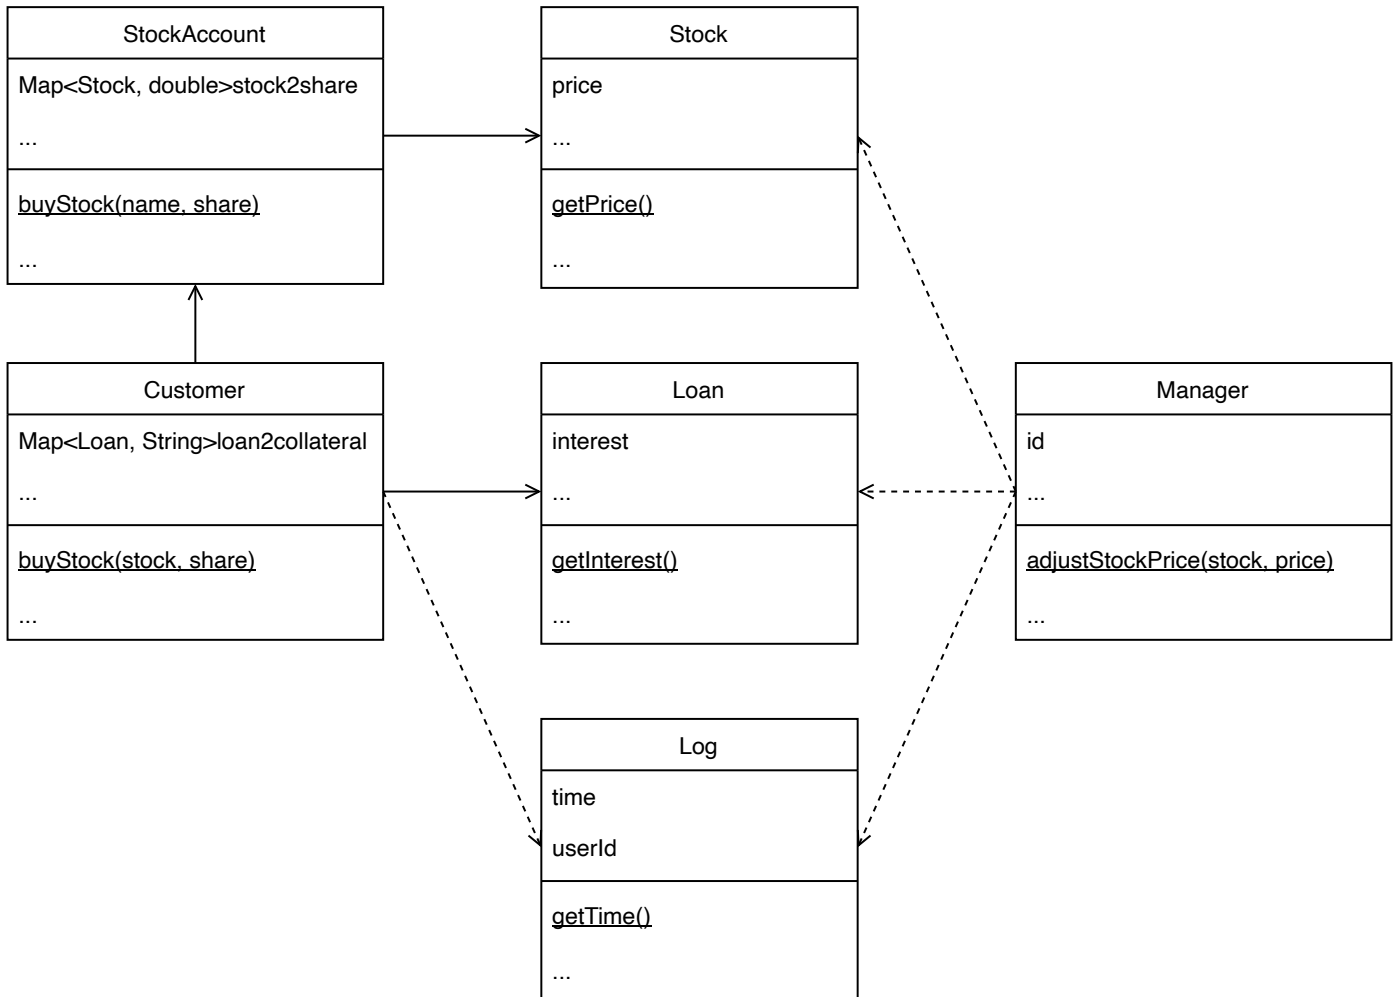 StockAccount
Map<Stock, double>stock2share
...
buyStock(name, share)
...
Stock
price
...
getPrice()
...
Customer
Map<Loan, String>loan2collateral
...
buyStock(stock, share)
...
Loan
interest
...
getInterest()
...
Manager
id
...
adjustStockPrice(stock, price)
...
Log
time
userId
getTime()
...